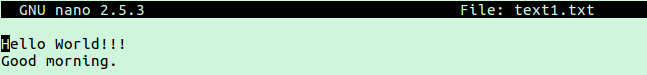 GNU nano 2.5.3 File: text1.txt
Hello World!!!
Good morning.